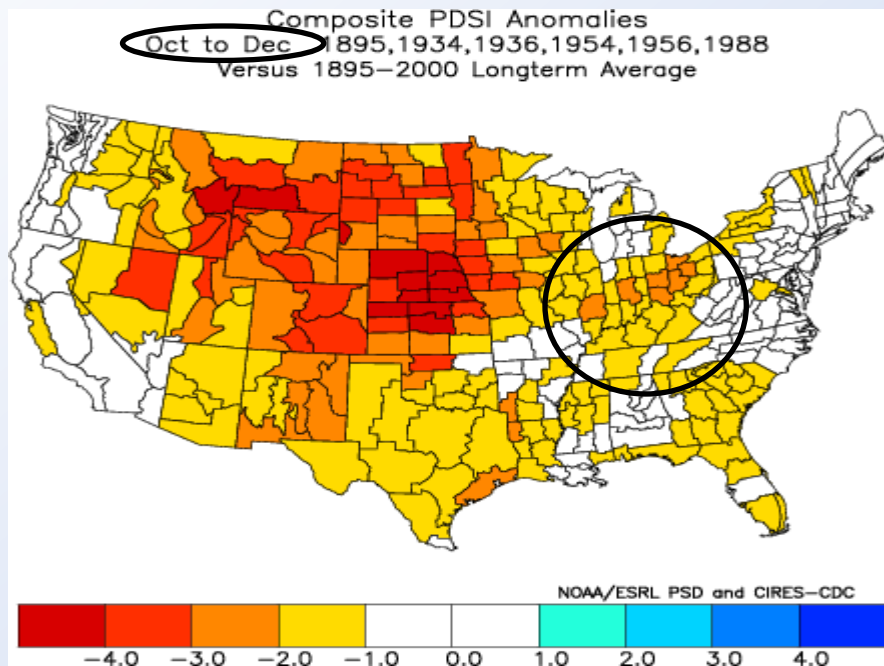 Composite PDSI Anomalies
Oct to Dec 1895,1934,1936,1954,1956,1988
Versus 1895-2000 Longterm Average
NOAA/ESRL PSD and CIRES-CDC
-4.0 -3.0 -2.0 -1.0 0.0 1.0 2.0 3.0 4.0